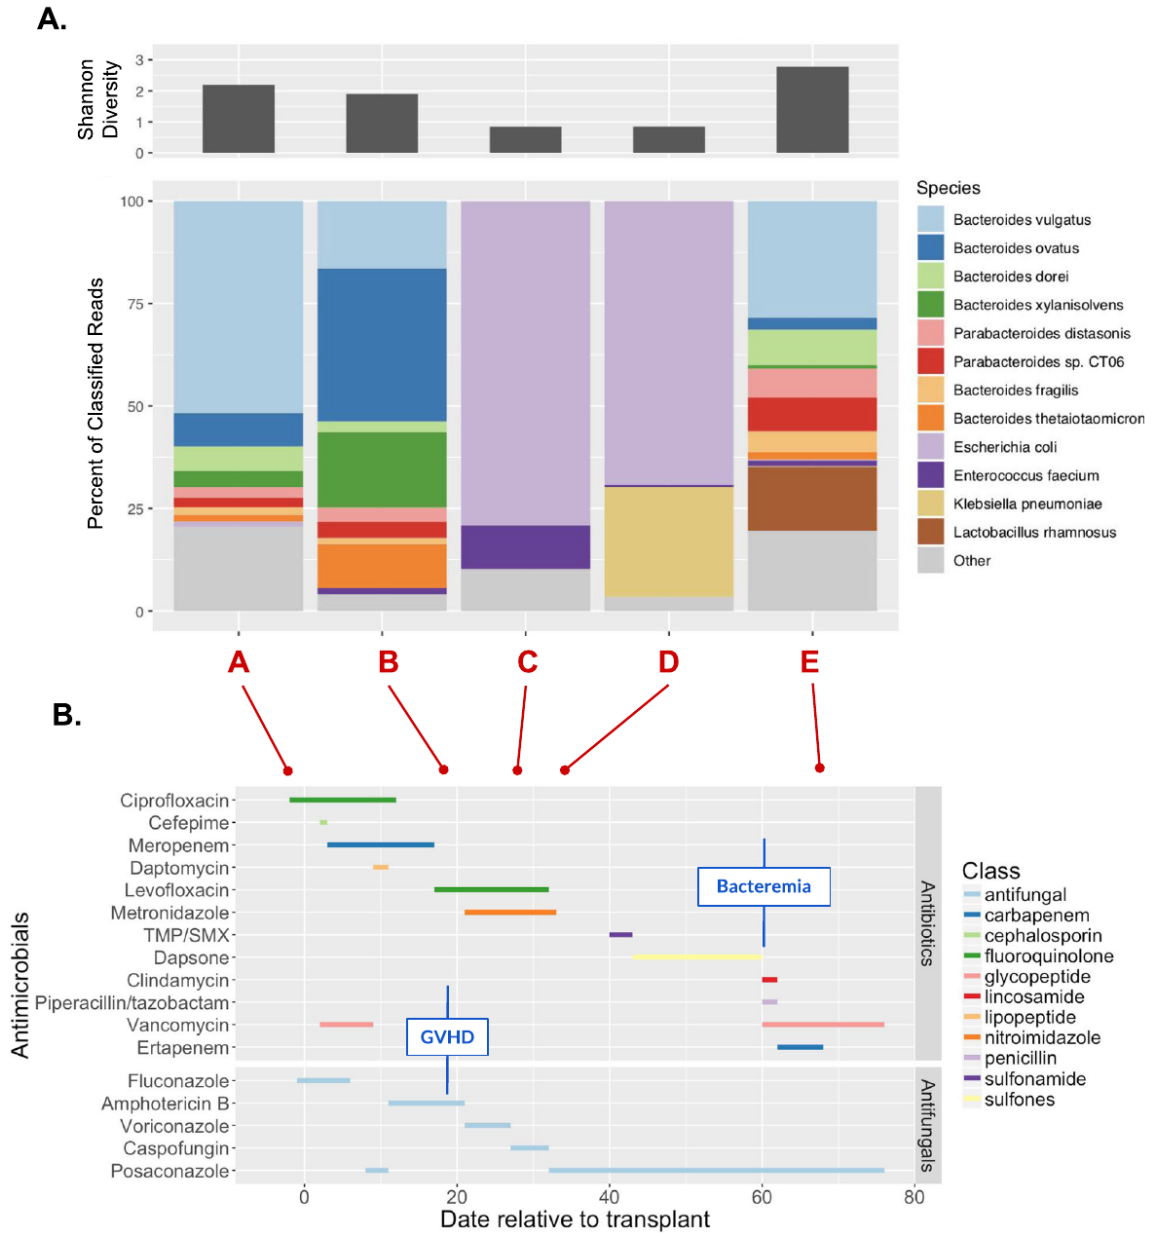 A.
Shannon
Diversity
3
2
1
0
Percent of Classified Reads
100
75
50
25
0
Species
Bacteroides vulgatus
Bacteroides ovatus
Bacteroides dorei
Bacteroides xylanisolvens
Parabacteroides distasonis
Parabacteroides sp. CT06
Bacteroides fragilis
Bacteroides thetaiotaomicron
Escherichia coli
Enterococcus faecium
Klebsiella pneumoniae
Lactobacillus rhamnosus
Other
A B C D E
B.
Antimicrobials
Ciprofloxacin
Cefepime
Meropenem
Daptomycin
Levofloxacin
Metronidazole
TMP/SMX
Dapsone
Clindamycin
Piperacillin/tazobactam
Vancomycin
Ertapenem
Fluconazole
Amphotericin B
Voriconazole
Caspofungin
Posaconazole
Bacteremia
GVHD
Antibiotics
Antifungals
0 20 40 60 80
Date relative to transplant
Class
antifungal
carbapenem
cephalosporin
fluoroquinolone
glycopeptide
lincosamide
lipopeptide
nitroimidazole
penicillin
sulfonamide
sulfones